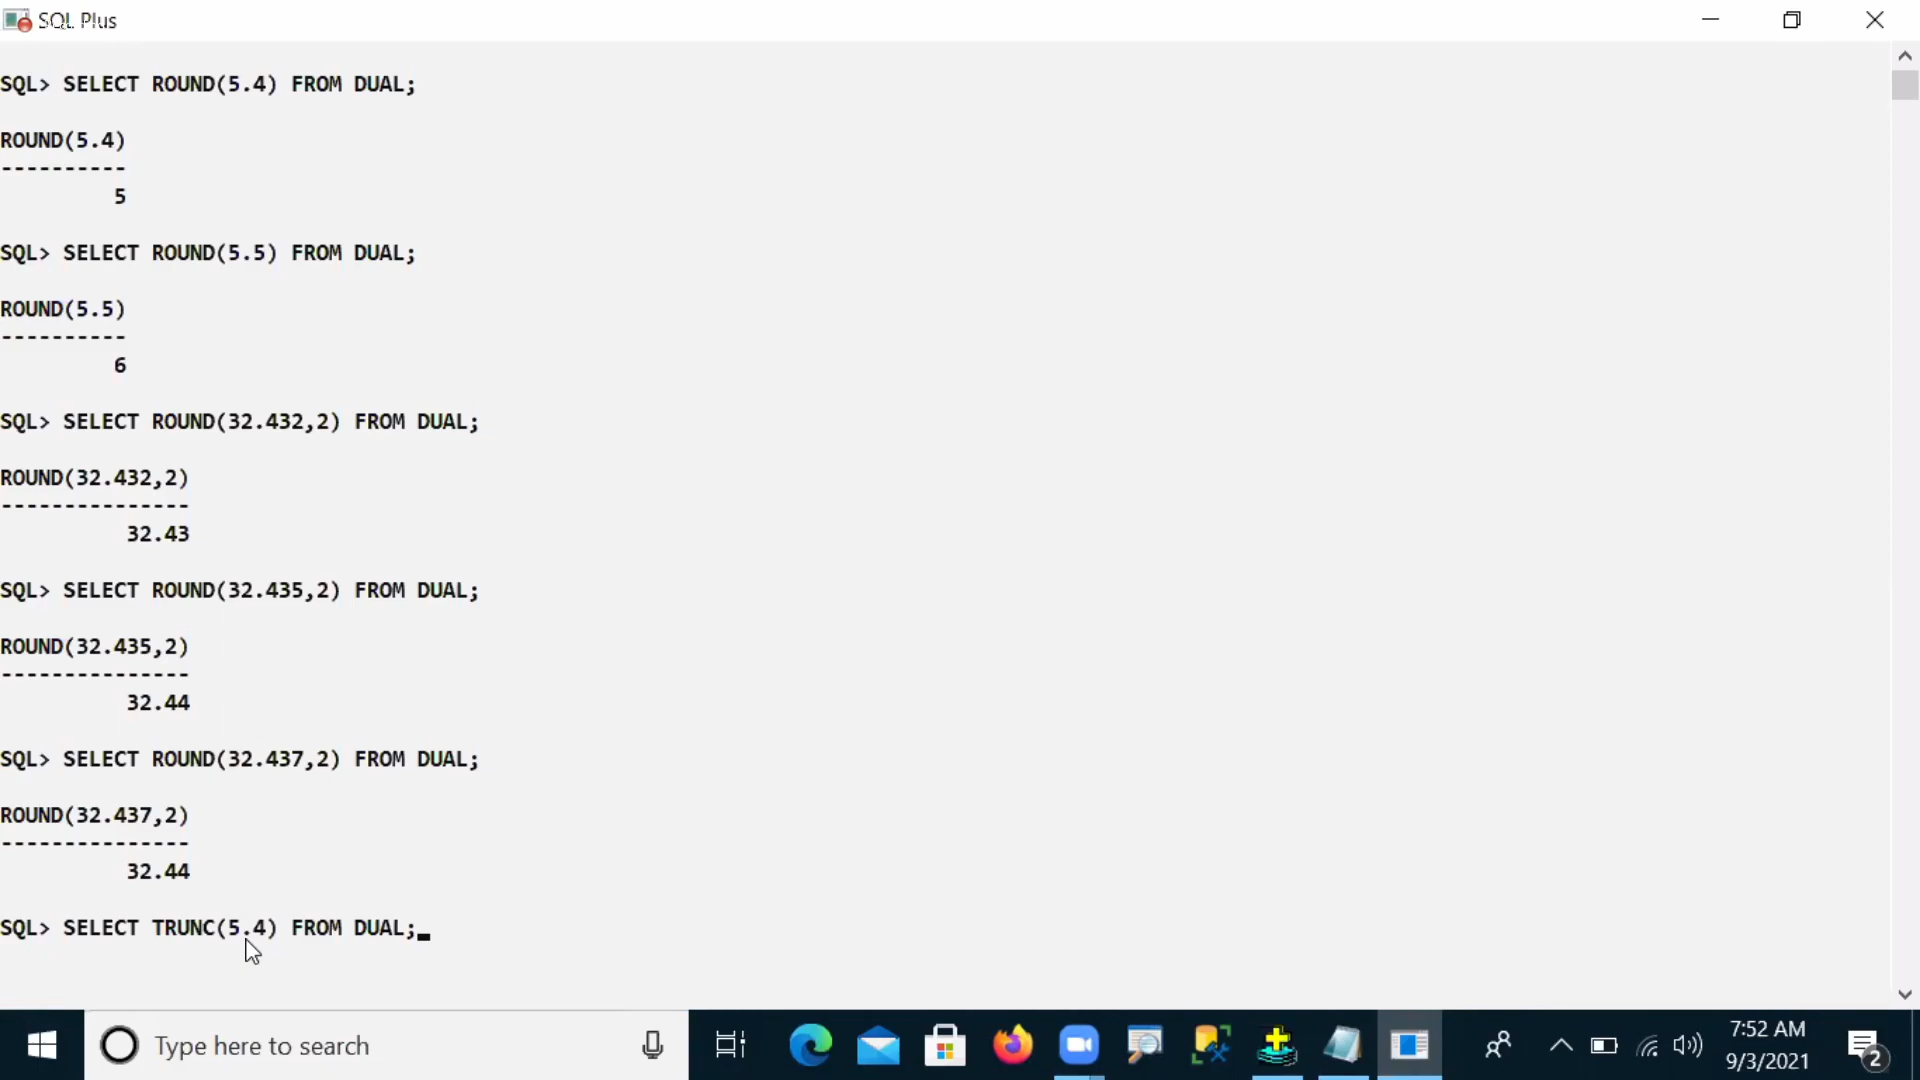 SQL Plus
SQL> SELECT ROUND(5.4) FROM DUAL;
ROUND(5.4)
----------
5
SQL> SELECT ROUND(5.5) FROM DUAL;
ROUND(5.5)
----------
6
SQL> SELECT ROUND(32.432,2) FROM DUAL;
ROUND(32.432,2)
---------------
32.43
SQL> SELECT ROUND(32.435,2) FROM DUAL;
ROUND(32.435,2)
---------------
32.44
SQL> SELECT ROUND(32.437,2) FROM DUAL;
ROUND(32.437,2)
---------------
32.44
SQL> SELECT TRUNC(5.4) FROM DUAL;
Type here to search
7:52 AM
9/3/2021
2